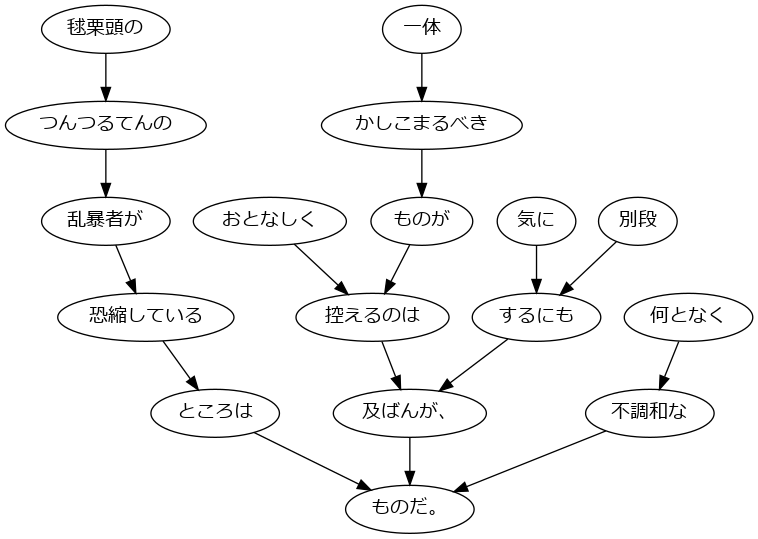 毬栗頭の 一体
つんつるてんの かしこまるべき
乱暴者が おとなしく ものが 気に 別段
恐縮している 控えるのは するにも 何となく
ところは 及ばんが、 不調和な
ものだ。